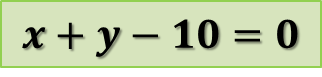 x + y − 10 = 0